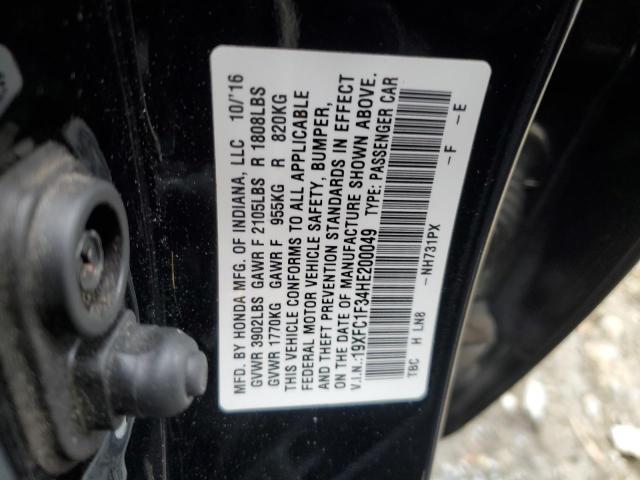 MFD. BY HONDA MFG. OF INDIANA, LLC 10/'16
GVWR 3902LBS GAWR F 2105LBS R 1808LBS
GVWR 1770KG GAWR F 955KG R 820KG
THIS VEHICLE CONFORMS TO ALL APPLICABLE
FEDERAL MOTOR VEHICLE SAFETY, BUMPER,
AND THEFT PREVENTION STANDARDS IN EFFECT
ON THE DATE OF MANUFACTURE SHOWN ABOVE.
V.I.N.:19XFC1F34HE200049 TYPE: PASSENGER CAR
-NH731PX -F -E
TBC H LN8